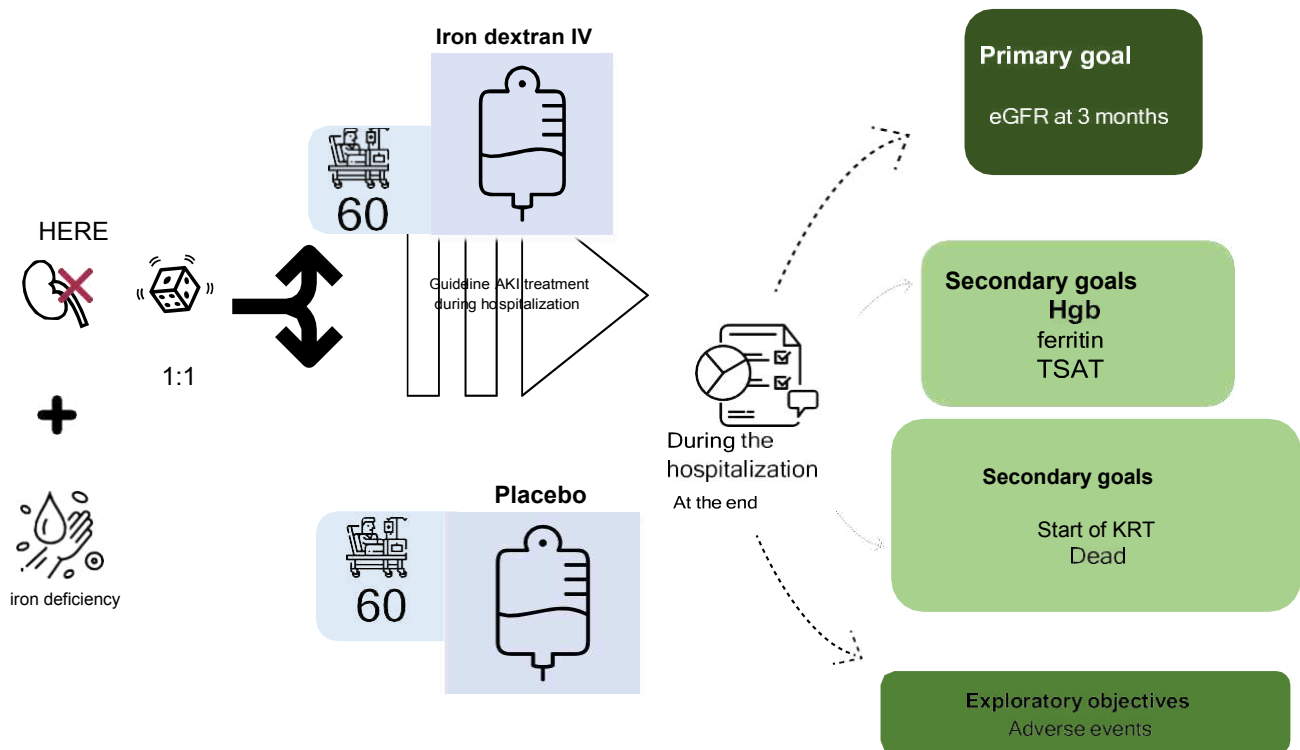 HERE
1:1
iron deficiency
Iron dextran IV
60
Guideline AKI treatment
during hospitalization
Placebo
60
During the
hospitalization
At the end
Primary goal
eGFR at 3 months
Secondary goals
Hgb
ferritin
TSAT
Secondary goals
Start of KRT
Dead
Exploratory objectives
Adverse events